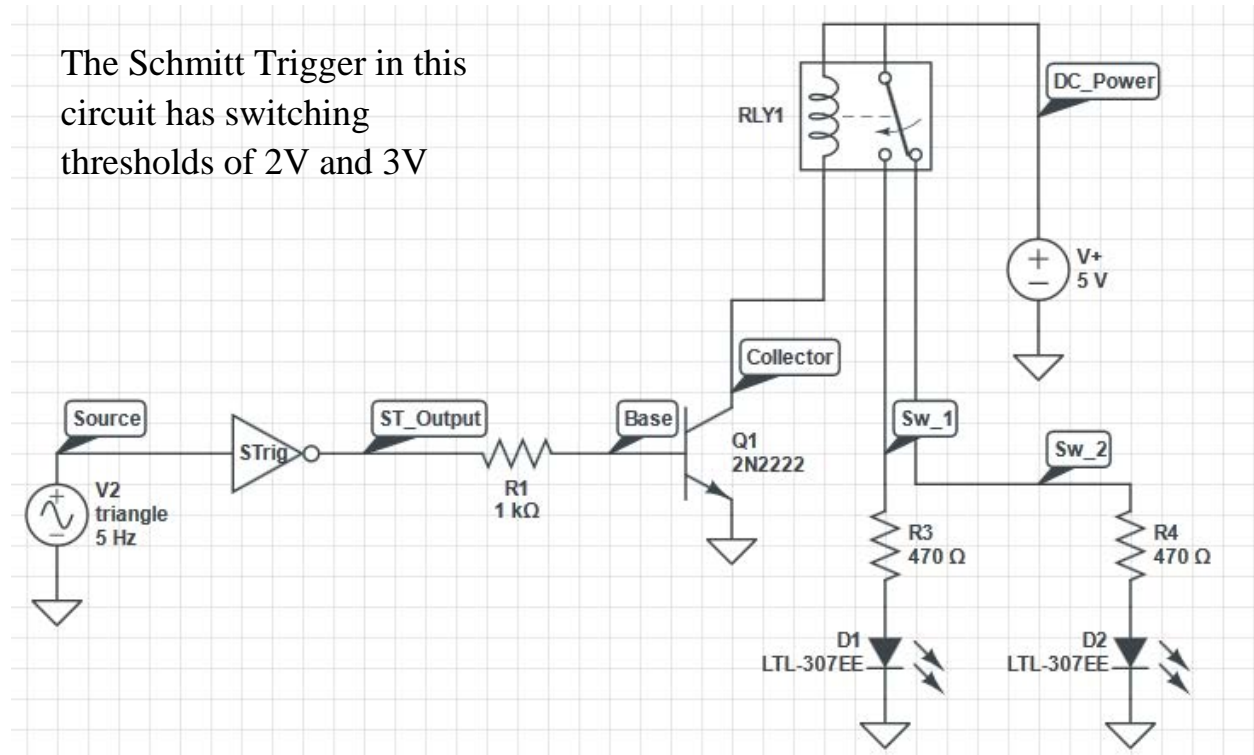 The Schmitt Trigger in this
circuit has switching
thresholds of 2V and 3V
RLY1
DC_Power
V+
5 V
Collector
Source
ST_Output
Base
Sw_1
Sw_2
STrig
Q1
2N2222
V2
triangle
5 Hz
R1
1 kΩ
R3
470 Ω
R4
470 Ω
D1
LTL-307EE
D2
LTL-307EE